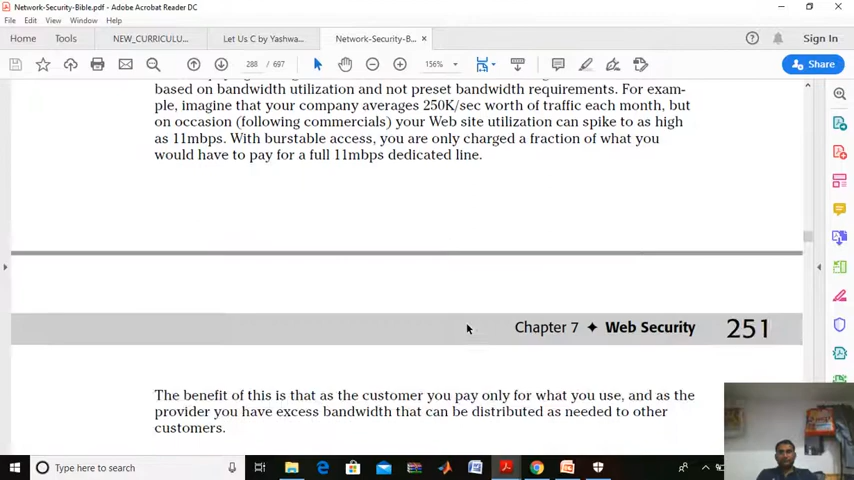 Network-Security-Bible.pdf - Adobe Acrobat Reader DC
File Edit View Window Help
Home Tools NEW_CURRICULU... Let Us C by Yashwa... Network-Security-B... × Sign In
288 / 697 156% Share
based on bandwidth utilization and not preset bandwidth requirements. For exam-
ple, imagine that your company averages 250K/sec worth of traffic each month, but
on occasion (following commercials) your Web site utilization can spike to as high
as 11mbps. With burstable access, you are only charged a fraction of what you
would have to pay for a full 11mbps dedicated line.
Chapter 7 ✦ Web Security 251
The benefit of this is that as the customer you pay only for what you use, and as the
provider you have excess bandwidth that can be distributed as needed to other
customers.
Type here to search